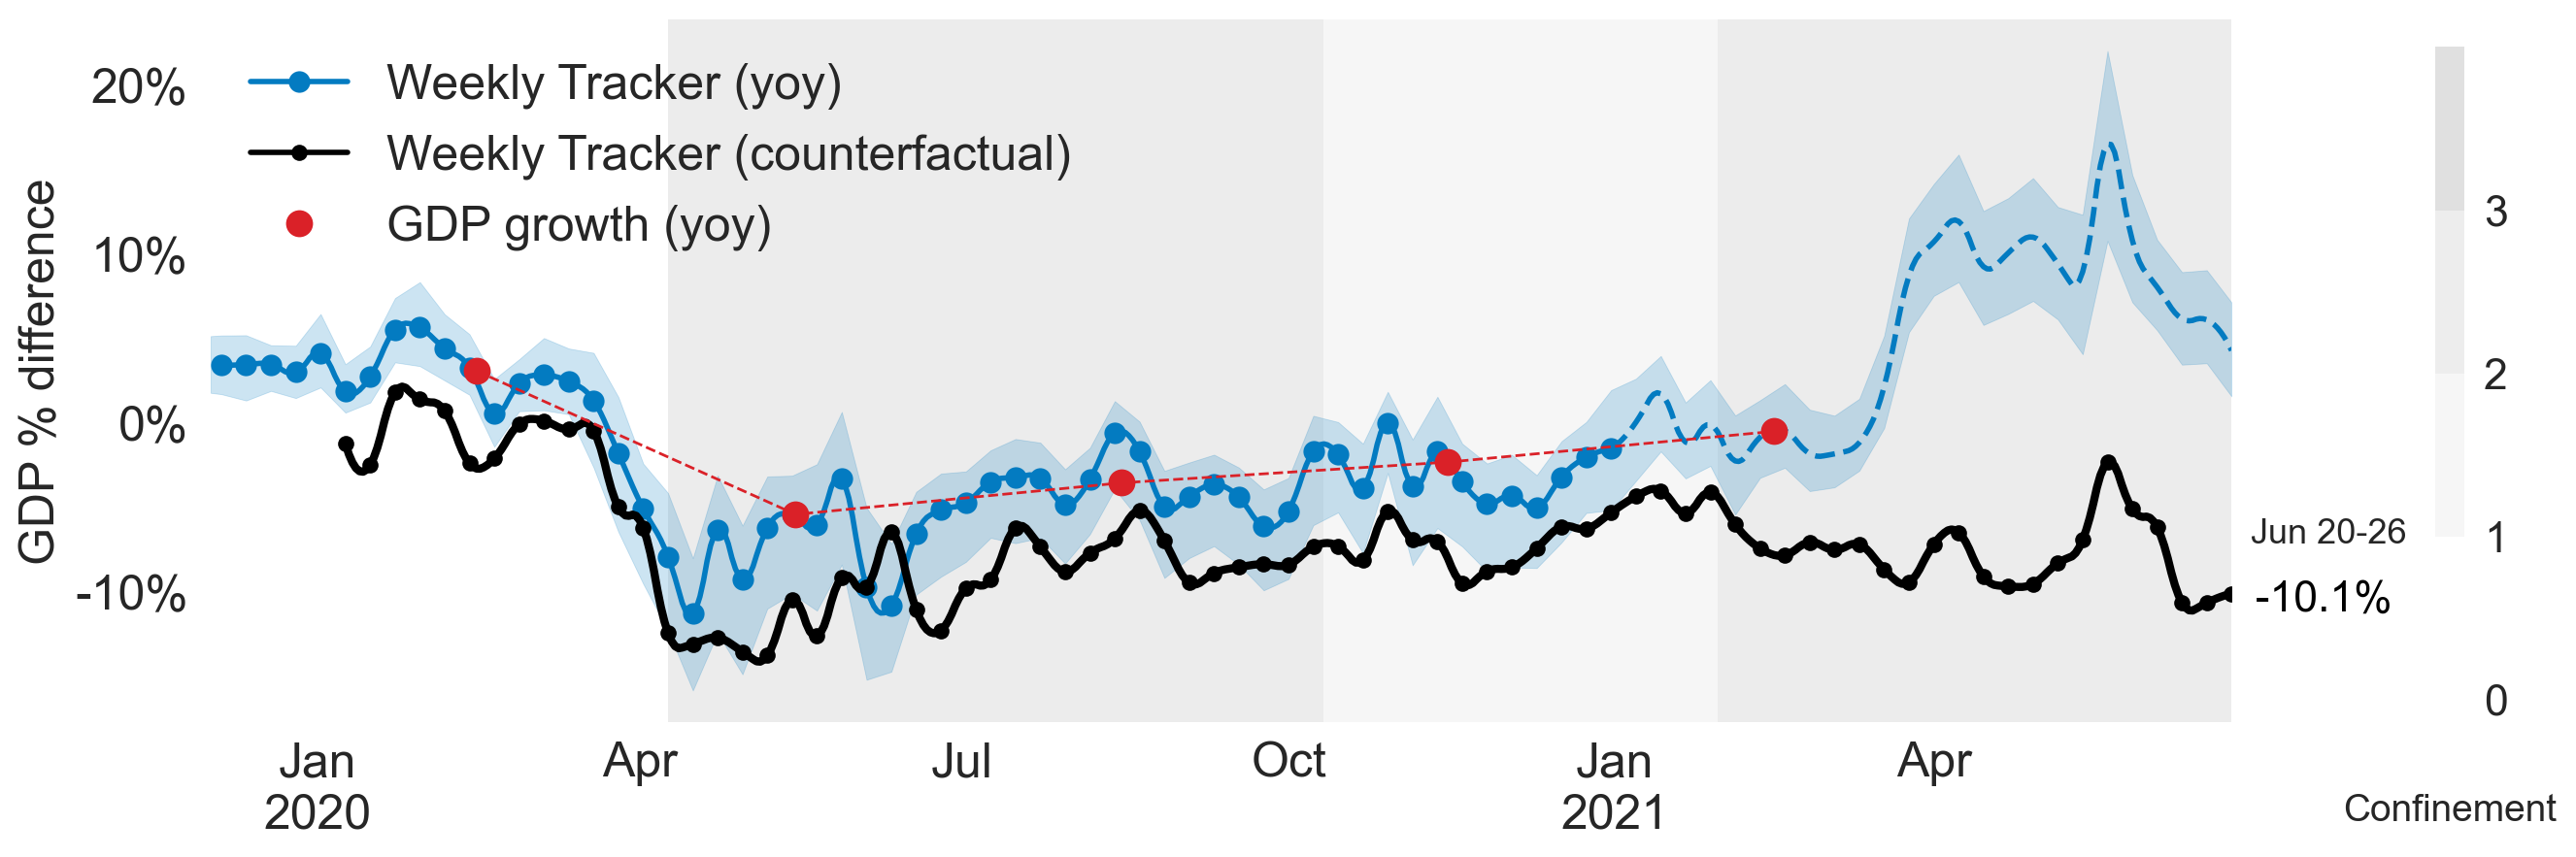 Weekly Tracker (yoy)
Weekly Tracker (counterfactual)
GDP growth (yoy)
GDP % difference
20%
10%
0%
-10%
Jan
2020
Apr
Jul
Oct
Jan
2021
Apr
Jun 20-26
-10.1%
3
2
1
0
Confinement